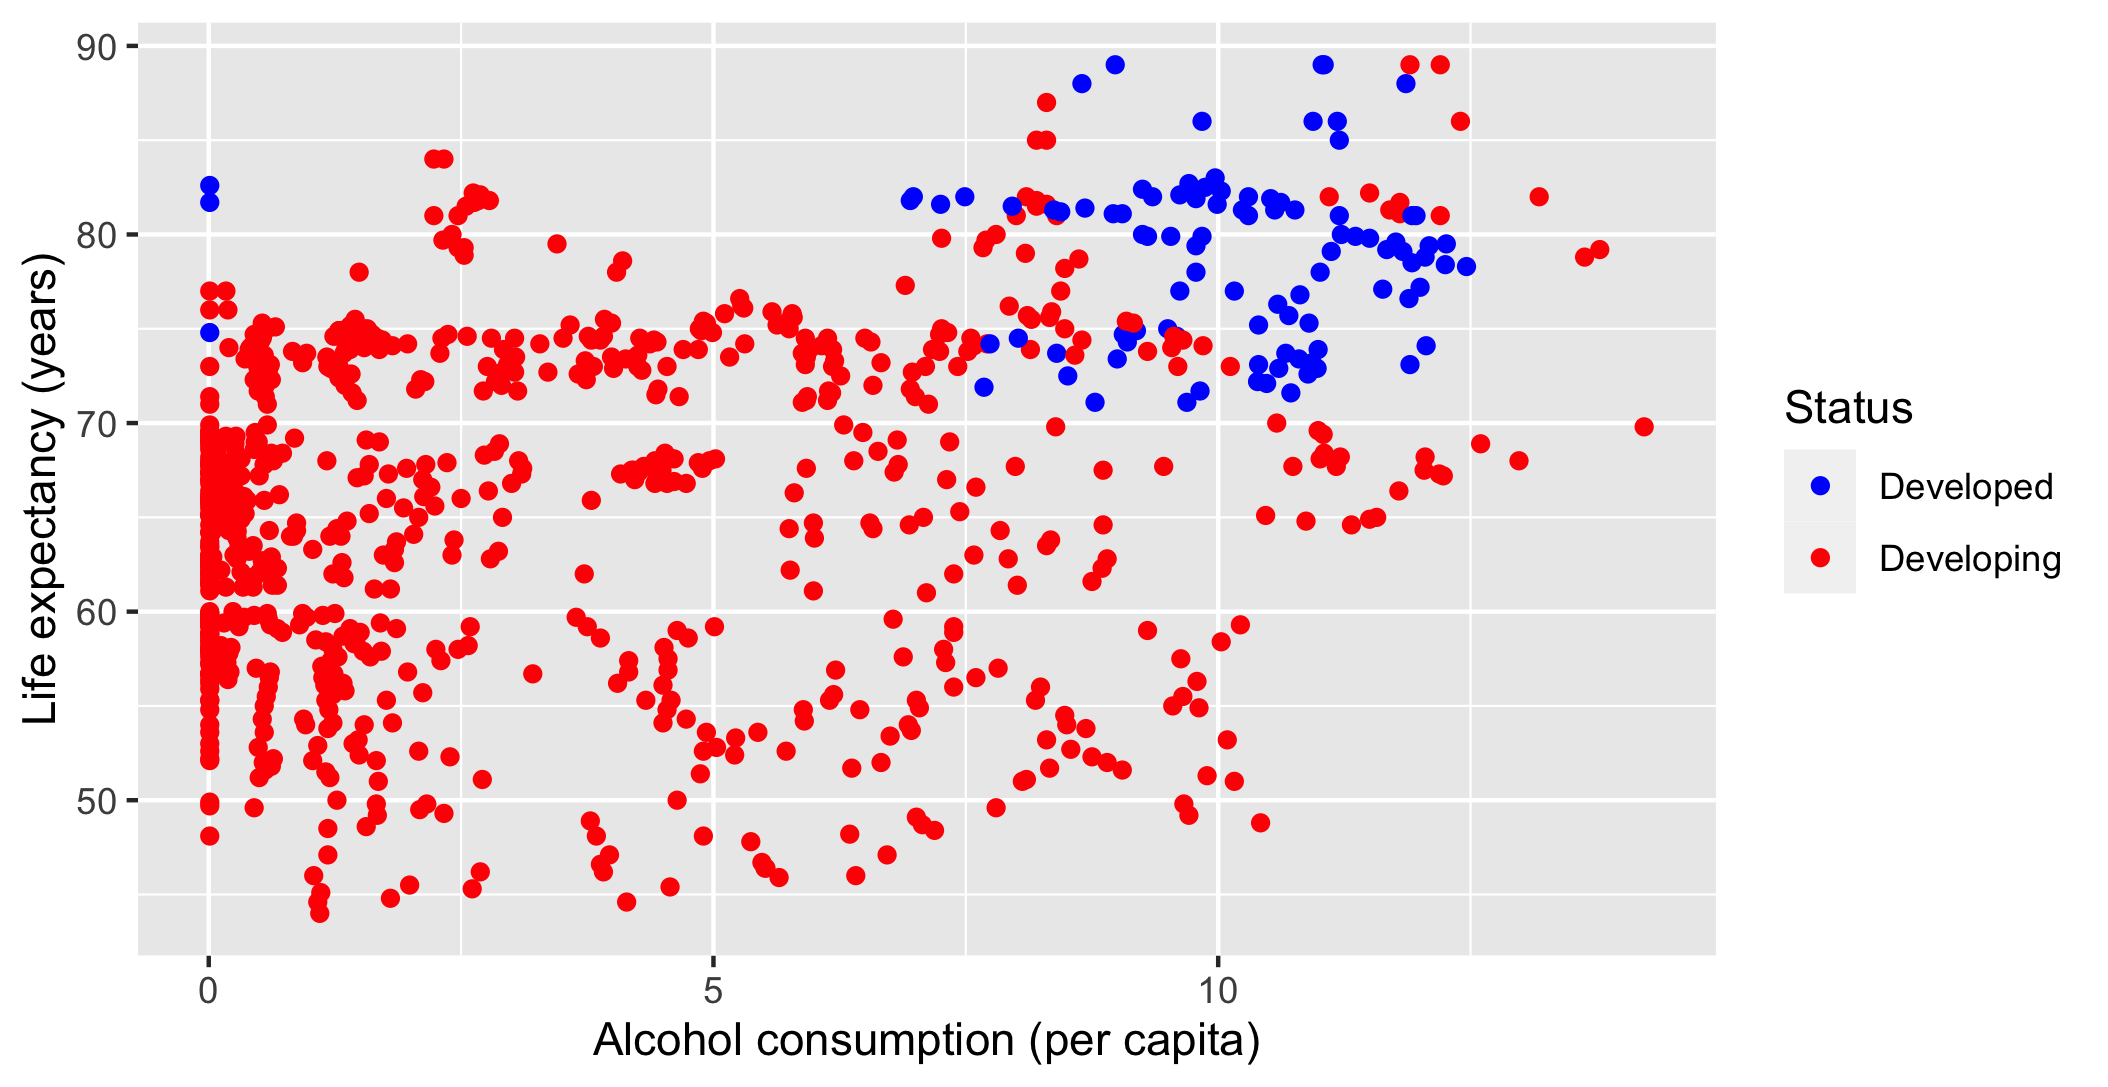 90
80
70
60
50
Life expectancy (years)
0 5 10
Alcohol consumption (per capita)
Status
Developed
Developing